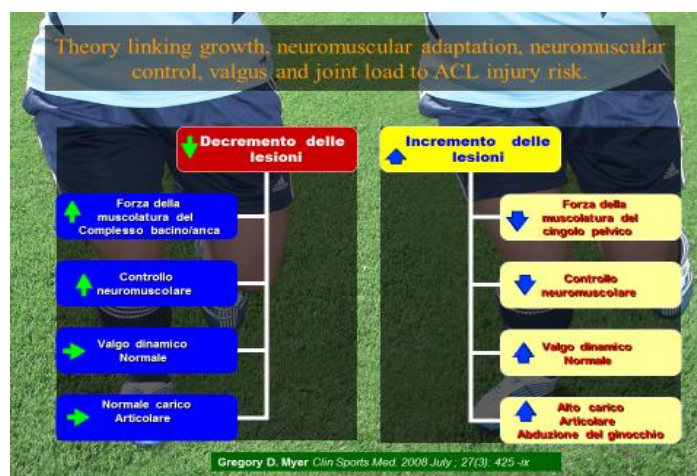 Theory linking growth, neuromuscular adaptation, neuromuscular
control, valgus and joint load to ACL injury risk.
Decremento delle
lesioni
Forza della
muscolatura del
Complesso bacino/anca
Controllo
neuromuscolare
Valgo dinamico
Normale
Normale carico
Articolare
Incremento delle
lesioni
Forza della
muscolatura del
cingolo pelvico
Controllo
neuromuscolare
Valgo dinamico
Normale
Alto carico
Articolare
Abduzione del ginocchio
Gregory D. Myer Clin Sports Med. 2008 July ; 27(3): 425 -ix